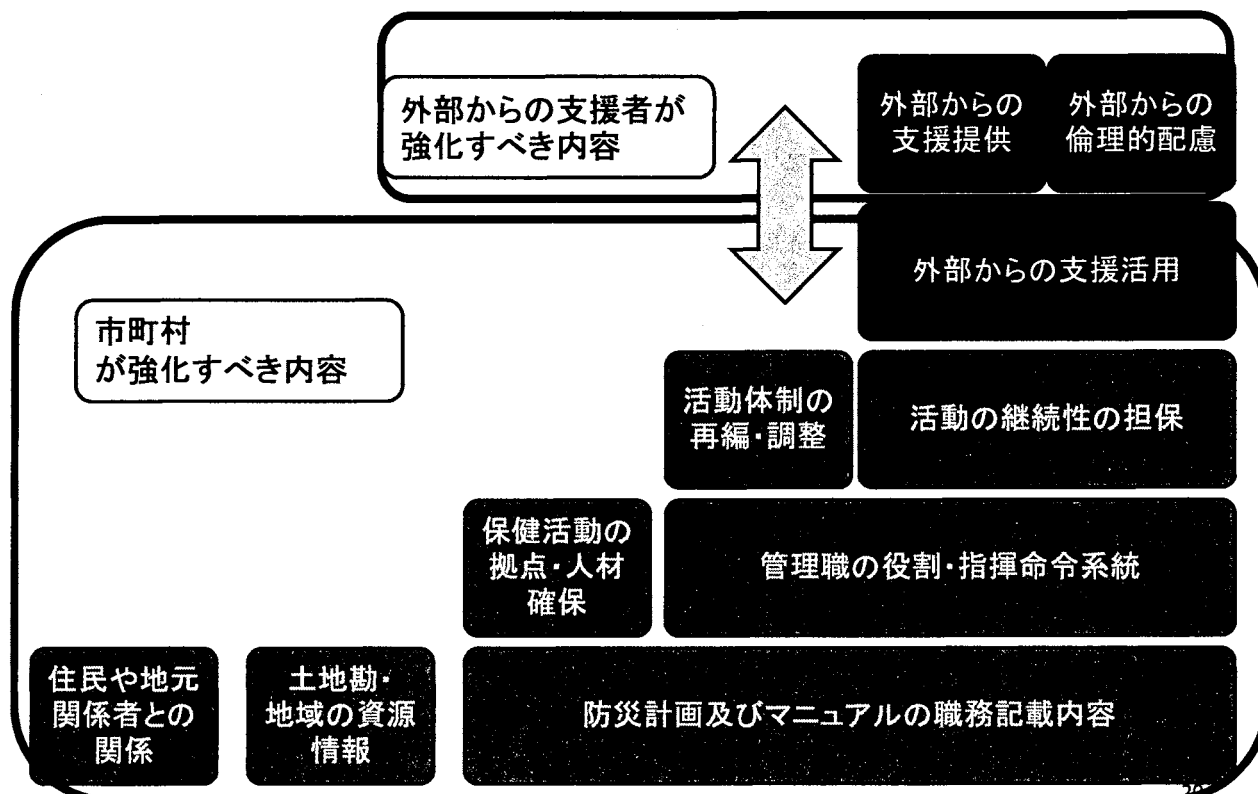 外部からの支援者が
強化すべき内容
外部からの
支援提供
外部からの
倫理的配慮
外部からの支援活用
市町村
が強化すべき内容
活動体制の
再編・調整
活動の継続性の担保
保健活動の
拠点・人材
確保
管理職の役割・指揮命令系統
住民や地元
関係者との
関係
土地勘・
地域の資源
情報
防災計画及びマニュアルの職務記載内容